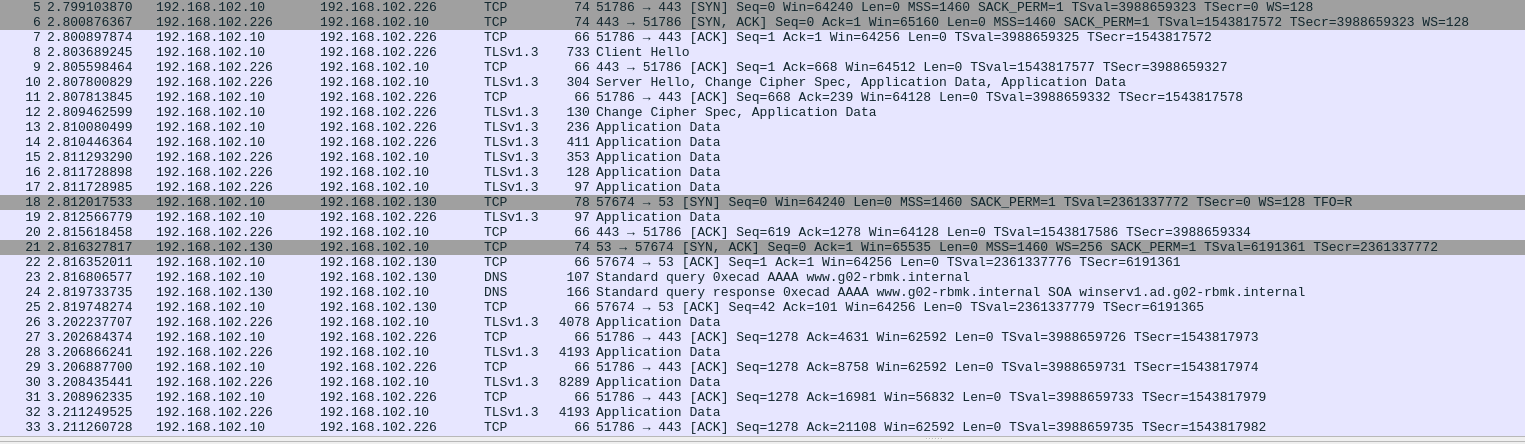 5 2.799103870 192.168.102.10 192.168.102.226 TCP 74 51786 → 443 [SYN] Seq=0 Win=64240 Len=0 MSS=1460 SACK_PERM=1 TSval=3988659323 TSecr=0 WS=128
6 2.800876367 192.168.102.226 192.168.102.10 TCP 74 443 → 51786 [SYN, ACK] Seq=0 Ack=1 Win=65160 Len=0 MSS=1460 SACK_PERM=1 TSval=1543817572 TSecr=3988659323 WS=128
7 2.800897874 192.168.102.10 192.168.102.226 TCP 66 51786 → 443 [ACK] Seq=1 Ack=1 Win=64256 Len=0 TSval=3988659325 TSecr=1543817572
8 2.803689245 192.168.102.10 192.168.102.226 TLSv1.3 733 Client Hello
9 2.805598464 192.168.102.226 192.168.102.10 TCP 66 443 → 51786 [ACK] Seq=1 Ack=668 Win=64512 Len=0 TSval=1543817577 TSecr=3988659327
10 2.807800829 192.168.102.226 192.168.102.10 TLSv1.3 304 Server Hello, Change Cipher Spec, Application Data, Application Data
11 2.807813845 192.168.102.10 192.168.102.226 TCP 66 51786 → 443 [ACK] Seq=668 Ack=239 Win=64128 Len=0 TSval=3988659332 TSecr=1543817578
12 2.809462599 192.168.102.10 192.168.102.226 TLSv1.3 130 Change Cipher Spec, Application Data
13 2.810080499 192.168.102.10 192.168.102.226 TLSv1.3 236 Application Data
14 2.810446364 192.168.102.10 192.168.102.226 TLSv1.3 411 Application Data
15 2.811293290 192.168.102.226 192.168.102.10 TLSv1.3 353 Application Data
16 2.811728898 192.168.102.226 192.168.102.10 TLSv1.3 128 Application Data
17 2.811728985 192.168.102.226 192.168.102.10 TLSv1.3 97 Application Data
18 2.812017533 192.168.102.10 192.168.102.130 TCP 78 57674 → 53 [SYN] Seq=0 Win=64240 Len=0 MSS=1460 SACK_PERM=1 TSval=2361337772 TSecr=0 WS=128 TFO=R
19 2.812566779 192.168.102.10 192.168.102.226 TLSv1.3 97 Application Data
20 2.815618458 192.168.102.226 192.168.102.10 TCP 66 443 → 51786 [ACK] Seq=619 Ack=1278 Win=64128 Len=0 TSval=1543817586 TSecr=3988659334
21 2.816327817 192.168.102.130 192.168.102.10 TCP 74 53 → 57674 [SYN, ACK] Seq=0 Ack=1 Win=65535 Len=0 MSS=1460 WS=256 SACK_PERM=1 TSval=6191361 TSecr=2361337772
22 2.816352011 192.168.102.10 192.168.102.130 TCP 66 57674 → 53 [ACK] Seq=1 Ack=1 Win=64256 Len=0 TSval=2361337776 TSecr=6191361
23 2.816806577 192.168.102.10 192.168.102.130 DNS 107 Standard query 0xecad AAAA www.g02-rbmk.internal
24 2.819733735 192.168.102.130 192.168.102.10 DNS 166 Standard query response 0xecad AAAA www.g02-rbmk.internal SOA winserv1.ad.g02-rbmk.internal
25 2.819748274 192.168.102.10 192.168.102.130 TCP 66 57674 → 53 [ACK] Seq=42 Ack=101 Win=64256 Len=0 TSval=2361337779 TSecr=6191365
26 3.202237707 192.168.102.226 192.168.102.10 TLSv1.3 4078 Application Data
27 3.202684374 192.168.102.10 192.168.102.226 TCP 66 51786 → 443 [ACK] Seq=1278 Ack=4631 Win=62592 Len=0 TSval=3988659726 TSecr=1543817973
28 3.206866241 192.168.102.226 192.168.102.10 TLSv1.3 4193 Application Data
29 3.206887700 192.168.102.10 192.168.102.226 TCP 66 51786 → 443 [ACK] Seq=1278 Ack=8758 Win=62592 Len=0 TSval=3988659731 TSecr=1543817974
30 3.208435441 192.168.102.226 192.168.102.10 TLSv1.3 8289 Application Data
31 3.208962335 192.168.102.10 192.168.102.226 TCP 66 51786 → 443 [ACK] Seq=1278 Ack=16981 Win=56832 Len=0 TSval=3988659733 TSecr=1543817979
32 3.211249525 192.168.102.226 192.168.102.10 TLSv1.3 4193 Application Data
33 3.211260728 192.168.102.10 192.168.102.226 TCP 66 51786 → 443 [ACK] Seq=1278 Ack=21108 Win=62592 Len=0 TSval=3988659735 TSecr=1543817982